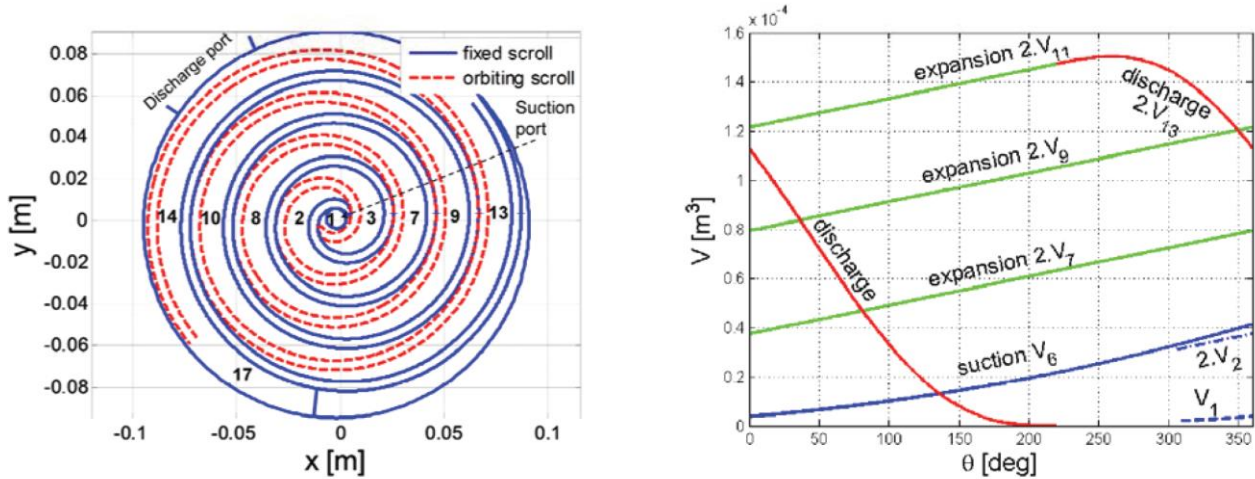 0.08
0.06
0.04
0.02
0
-0.02
-0.04
-0.06
-0.08
y [m]
-0.1
-0.05
0
0.05
0.1
x [m]
Discharge port
fixed scroll
orbiting scroll
Suction
port
14
10
8
2
1
3
7
9
13
17
x 10⁻⁴
1.6
1.4
1.2
1
0.8
0.6
0.4
0.2
0
V [m³]
0
50
100
150
200
250
300
350
θ [deg]
expansion 2.V₁₁
discharge
2.V₁₃
expansion 2.V₉
discharge
expansion 2.V₇
suction V₆
2.V₂
V₁